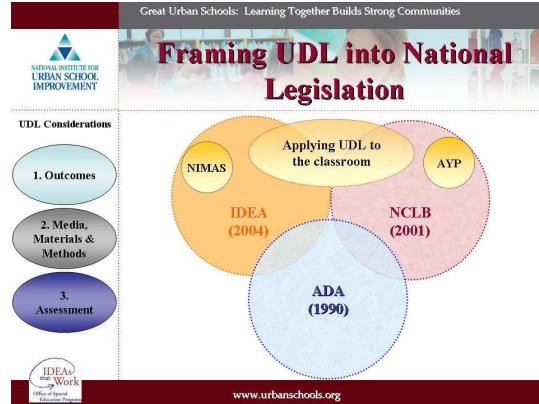 Great Urban Schools: Learning Together Builds Strong Communities
NATIONAL INSTITUTE FOR
URBAN SCHOOL
IMPROVEMENT
Framing UDL into National
Legislation
UDL Considerations
1. Outcomes
2. Media,
Materials &
Methods
3.
Assessment
Applying UDL to
the classroom
NIMAS
AYP
IDEA
(2004)
NCLB
(2001)
ADA
(1990)
IDEAs
that Work
Office of Special
Education Programs
www.urbanschools.org